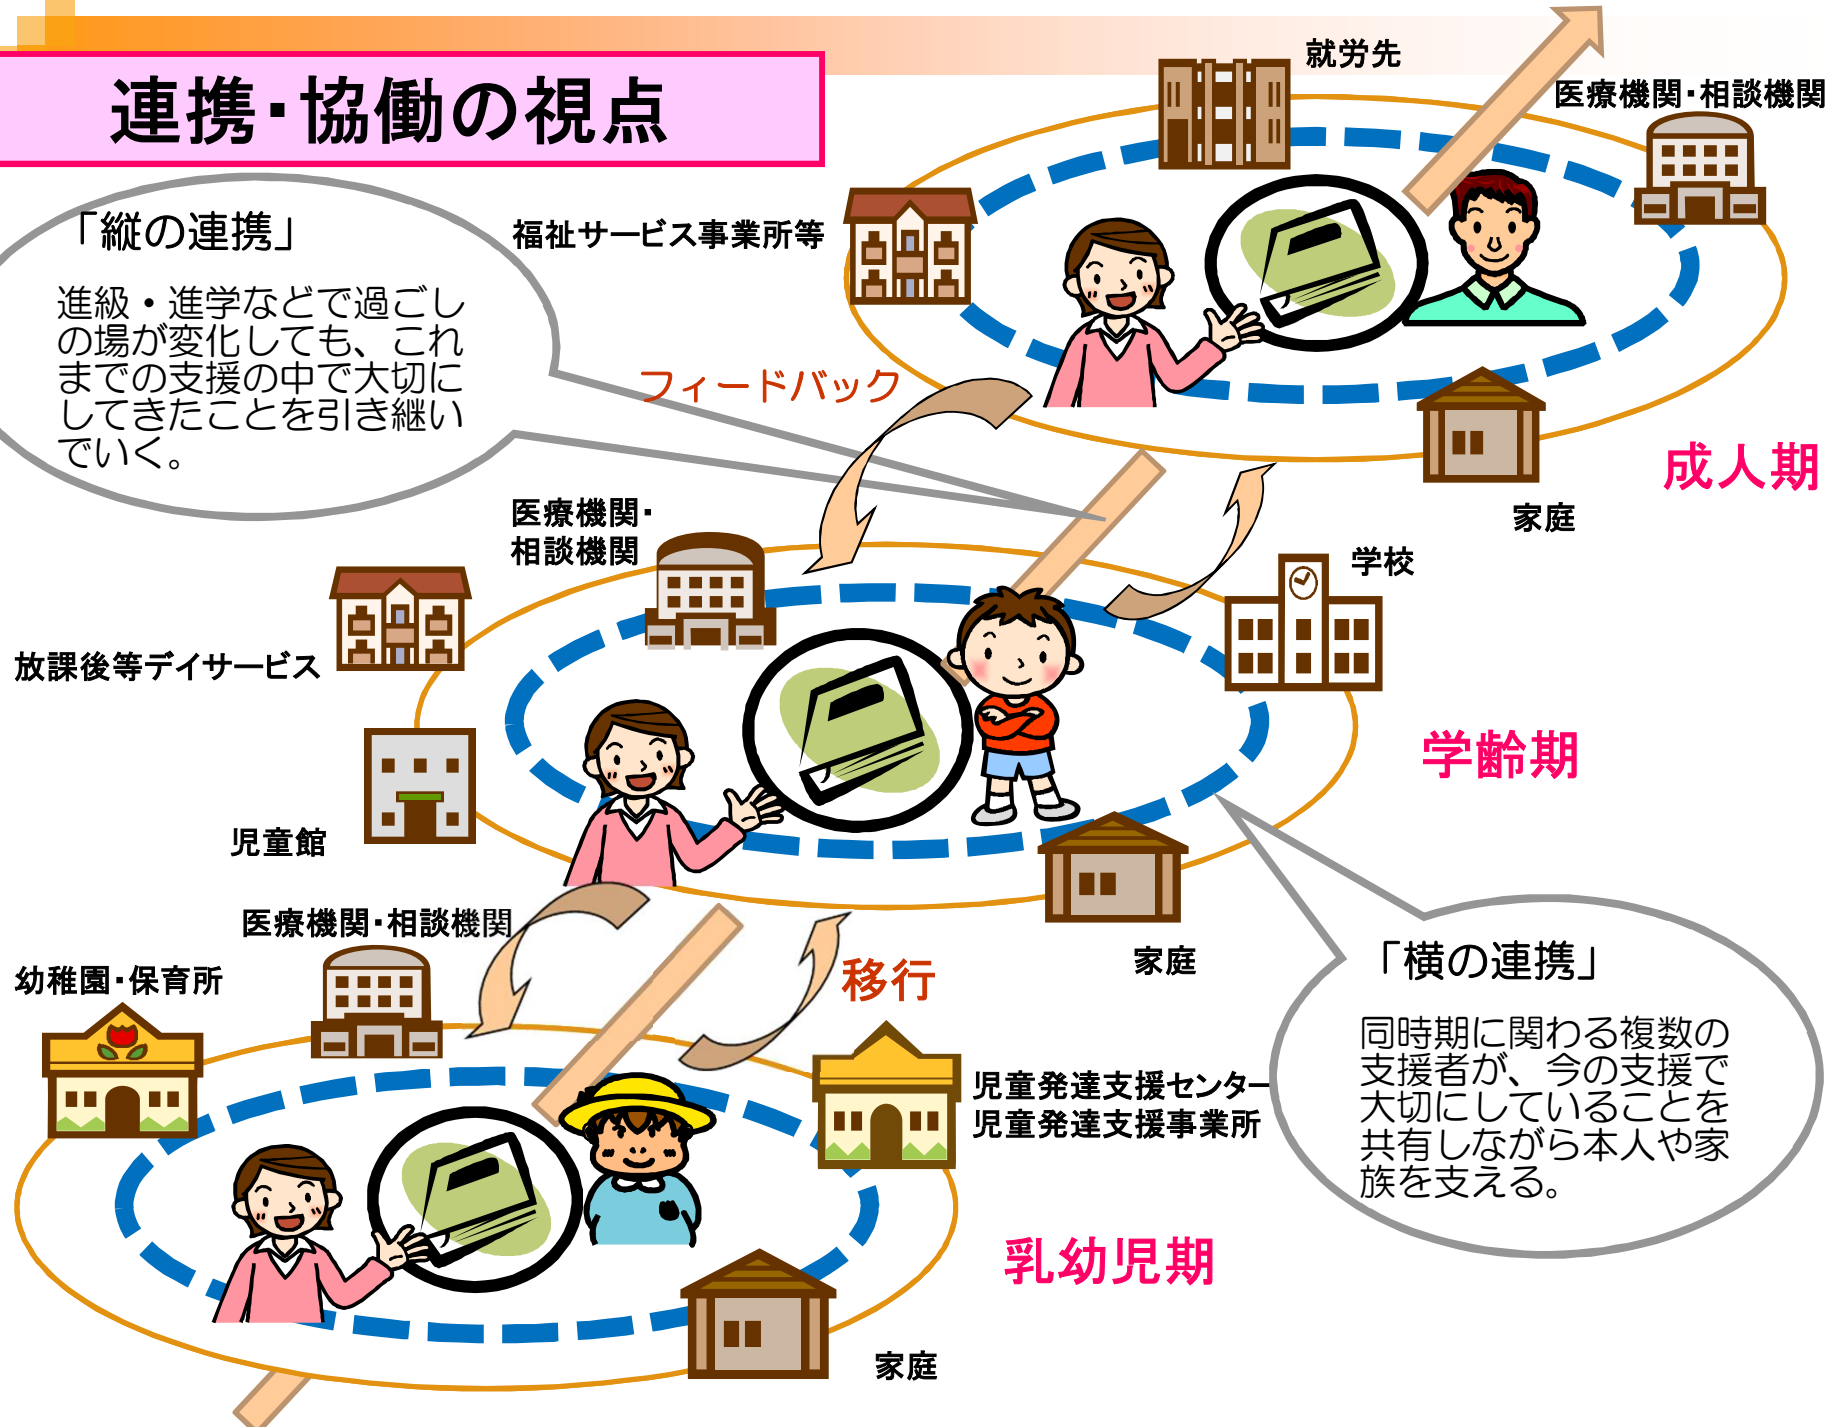 連携・協働の視点
就労先
医療機関・相談機関
「縦の連携」
進級・進学などで過ごし
の場が変化しても、これ
までの支援の中で大切に
してきたことを引き継い
でいく。
福祉サービス事業所等
フィードバック
成人期
家庭
医療機関・
相談機関
学校
放課後等デイサービス
学齢期
児童館
医療機関・相談機関
家庭
移行
幼稚園・保育所
「横の連携」
同時期に関わる複数の
支援者が、今の支援で
大切にしていることを
共有しながら本人や家
族を支える。
児童発達支援センター
児童発達支援事業所
乳幼児期
家庭